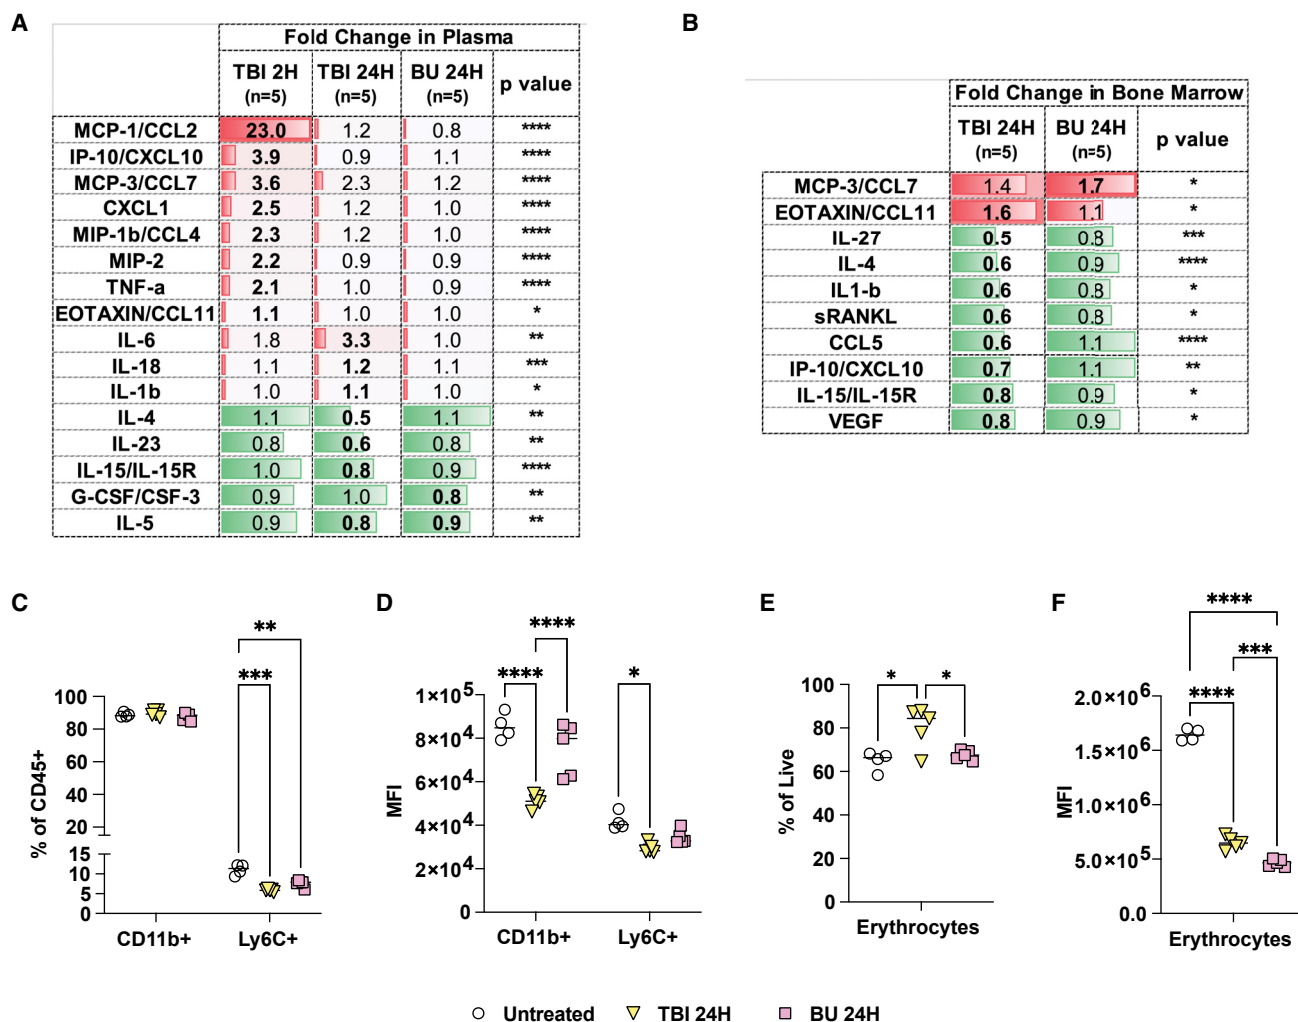 A
Fold Change in Plasma
TBI 2H (n=5) TBI 24H (n=5) BU 24H (n=5) p value
MCP-1/CCL2 23.0 1.2 0.8 ****
IP-10/CXCL10 3.9 0.9 1.1 ****
MCP-3/CCL7 3.6 2.3 1.2 ****
CXCL1 2.5 1.2 1.0 ****
MIP-1b/CCL4 2.3 1.2 1.0 ****
MIP-2 2.2 0.9 0.9 ****
TNF-a 2.1 1.0 0.9 ****
EOTAXIN/CCL11 1.1 1.0 1.0 *
IL-6 1.8 3.3 1.0 **
IL-18 1.1 1.2 1.1 ***
IL-1b 1.0 1.1 1.0 *
IL-4 1.1 0.5 1.1 **
IL-23 0.8 0.6 0.8 **
IL-15/IL-15R 1.0 0.8 0.9 ****
G-CSF/CSF-3 0.9 1.0 0.8 **
IL-5 0.9 0.8 0.9 **
B
Fold Change in Bone Marrow
TBI 24H (n=5) BU 24H (n=5) p value
MCP-3/CCL7 1.4 1.7 *
EOTAXIN/CCL11 1.6 1.1 *
IL-27 0.5 0.8 ***
IL-4 0.6 0.9 ****
IL1-b 0.6 0.8 *
sRANKL 0.6 0.8 *
CCL5 0.6 1.1 ****
IP-10/CXCL10 0.7 1.1 **
IL-15/IL-15R 0.8 0.9 *
VEGF 0.8 0.9 *
C
**
***
% of CD45+
100
80
60
40
20
15
10
5
0
CD11b+ Ly6C+
D
****
**** *
MFI
1×10⁵
8×10⁴
6×10⁴
4×10⁴
2×10⁴
0
CD11b+ Ly6C+
E
* *
% of Live
100
80
60
40
20
0
Erythrocytes
F
****
***
****
MFI
2.0×10⁶
1.5×10⁶
1.0×10⁶
5.0×10⁵
0.0
Erythrocytes
Untreated TBI 24H BU 24H